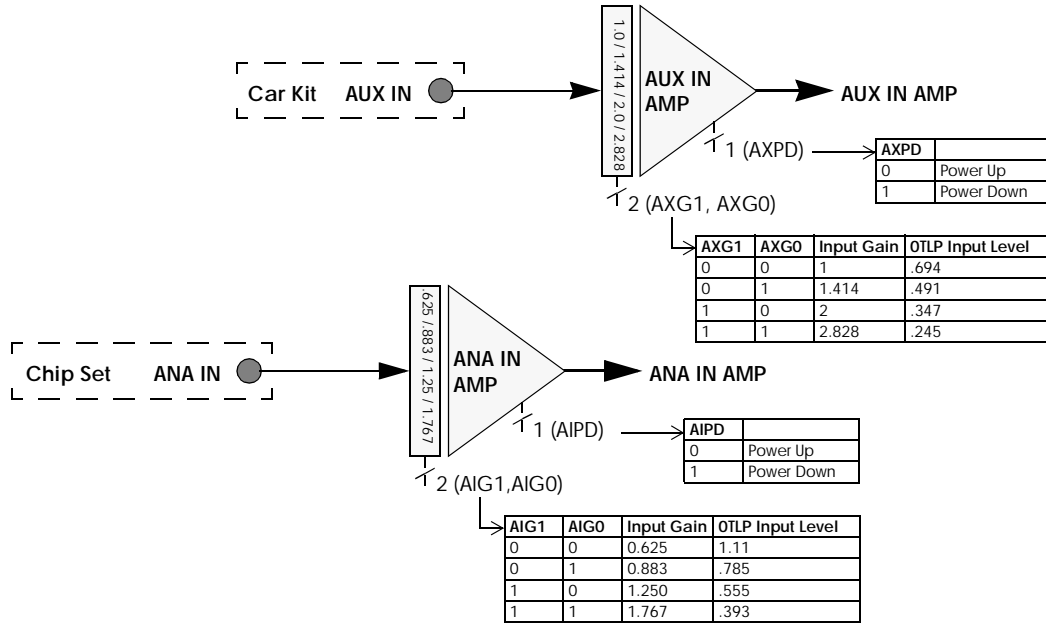 1.0 / 1.414 / 2.0 / 2.828
AUX IN
AMP
Car Kit AUX IN
AUX IN AMP
1 (AXPD)
AXPD
0 Power Up
1 Power Down
2 (AXG1, AXG0)
AXG1 AXG0 Input Gain 0TLP Input Level
0 0 1 .694
0 1 1.414 .491
1 0 2 .347
1 1 2.828 .245
.625 /.883 / 1.25 / 1.767
ANA IN
AMP
Chip Set ANA IN
ANA IN AMP
1 (AIPD)
AIPD
0 Power Up
1 Power Down
2 (AIG1,AIG0)
AIG1 AIG0 Input Gain 0TLP Input Level
0 0 0.625 1.11
0 1 0.883 .785
1 0 1.250 .555
1 1 1.767 .393